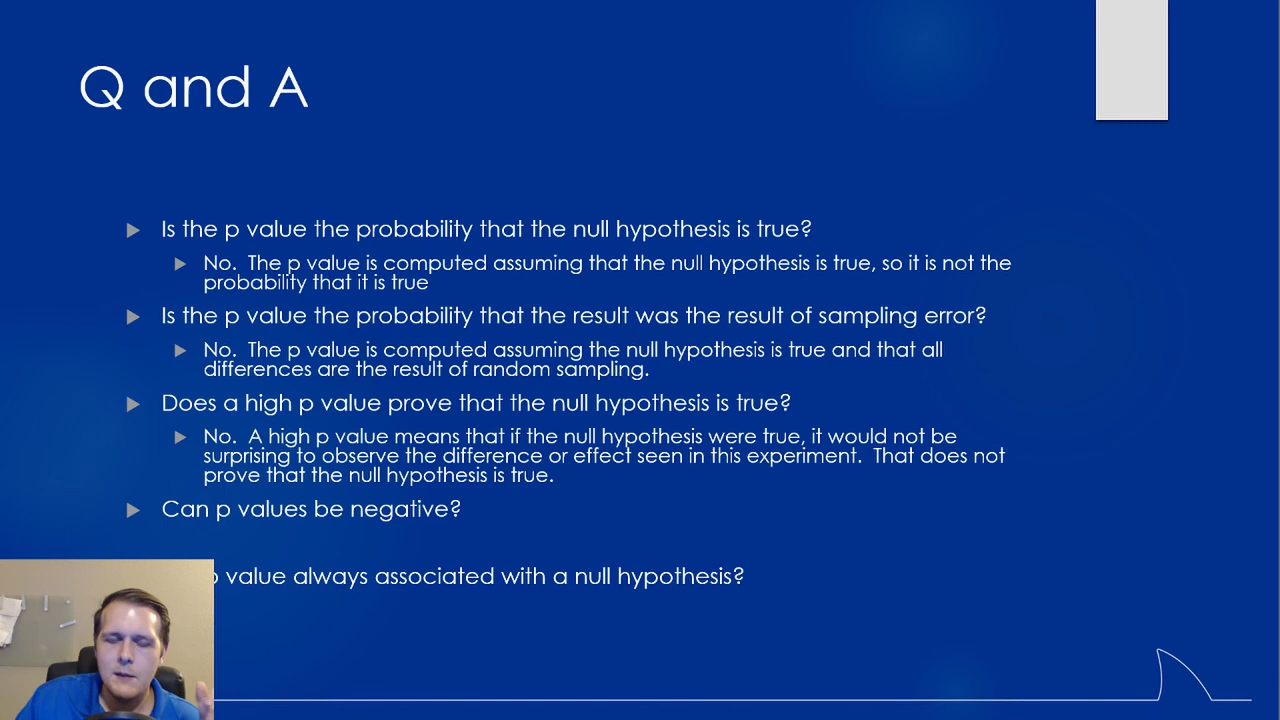 Q and A
Is the p value the probability that the null hypothesis is true?
No. The p value is computed assuming that the null hypothesis is true, so it is not the
probability that it is true
Is the p value the probability that the result was the result of sampling error?
No. The p value is computed assuming the null hypothesis is true and that all
differences are the result of random sampling.
Does a high p value prove that the null hypothesis is true?
No. A high p value means that if the null hypothesis were true, it would not be
surprising to observe the difference or effect seen in this experiment. That does not
prove that the null hypothesis is true.
Can p values be negative?
value always associated with a null hypothesis?